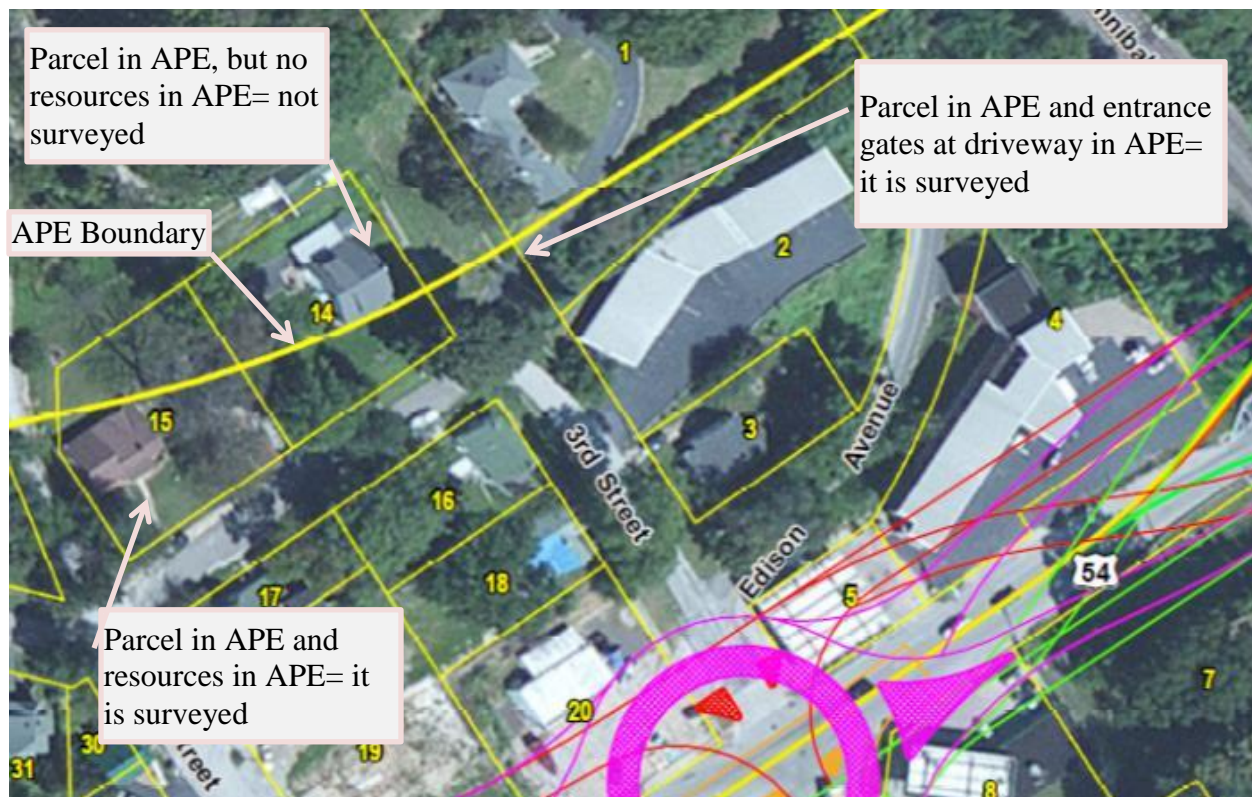 Parcel in APE, but no
resources in APE= not
surveyed
1
Parcel in APE and entrance
gates at driveway in APE=
it is surveyed
APE Boundary
2
14
4
15
3
Avenue
3rd Street
16
Edison
54
18
17
5
Parcel in APE and
resources in APE= it
is surveyed
20
7
30
19
31
Street
8